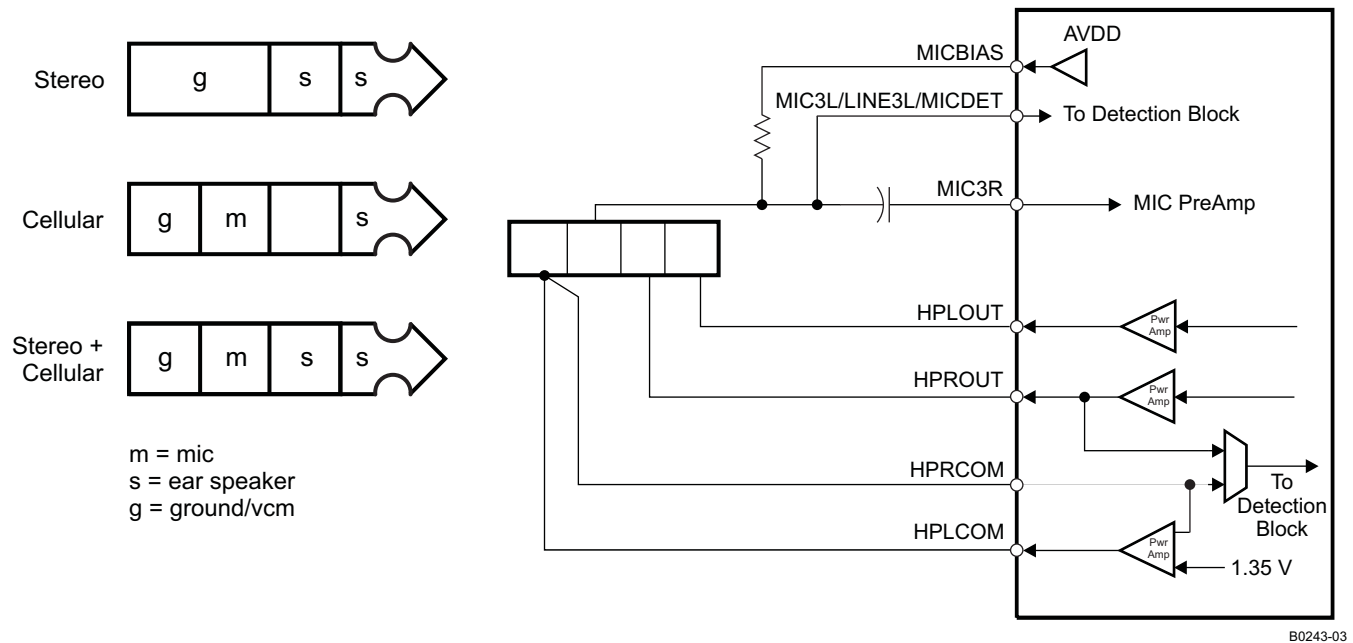 Stereo
g s s
Cellular
g m s
Stereo +
Cellular
g m s s
m = mic
s = ear speaker
g = ground/vcm
AVDD
MICBIAS
MIC3L/LINE3L/MICDET
To Detection Block
MIC3R
MIC PreAmp
HPLOUT
Pwr
Amp
HPROUT
Pwr
Amp
HPRCOM
To
Detection
Block
HPLCOM
Pwr
Amp
1.35 V
B0243-03